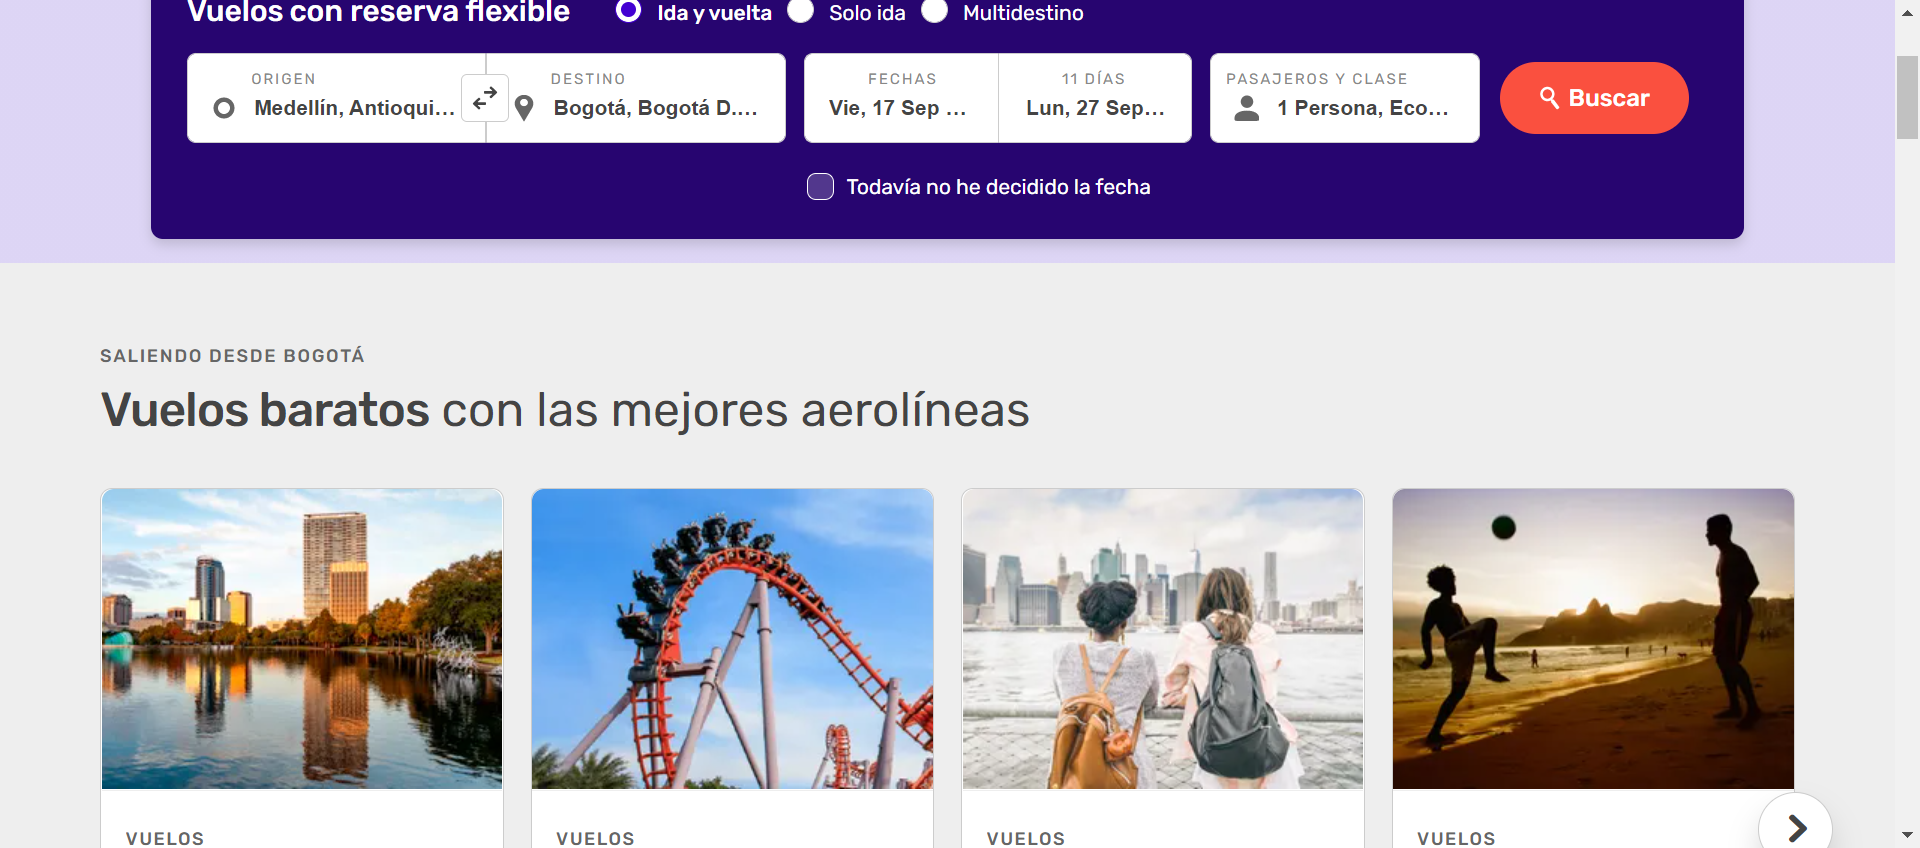 Vuelos con reserva flexible
Ida y vuelta
Solo ida
Multidestino
ORIGEN
Medellín, Antioqui...
DESTINO
Bogotá, Bogotá D....
FECHAS
Vie, 17 Sep ...
11 DÍAS
Lun, 27 Sep...
PASAJEROS Y CLASE
1 Persona, Eco...
Buscar
Todavía no he decidido la fecha
SALIENDO DESDE BOGOTÁ
Vuelos baratos con las mejores aerolíneas
VUELOS
VUELOS
VUELOS
VUELOS